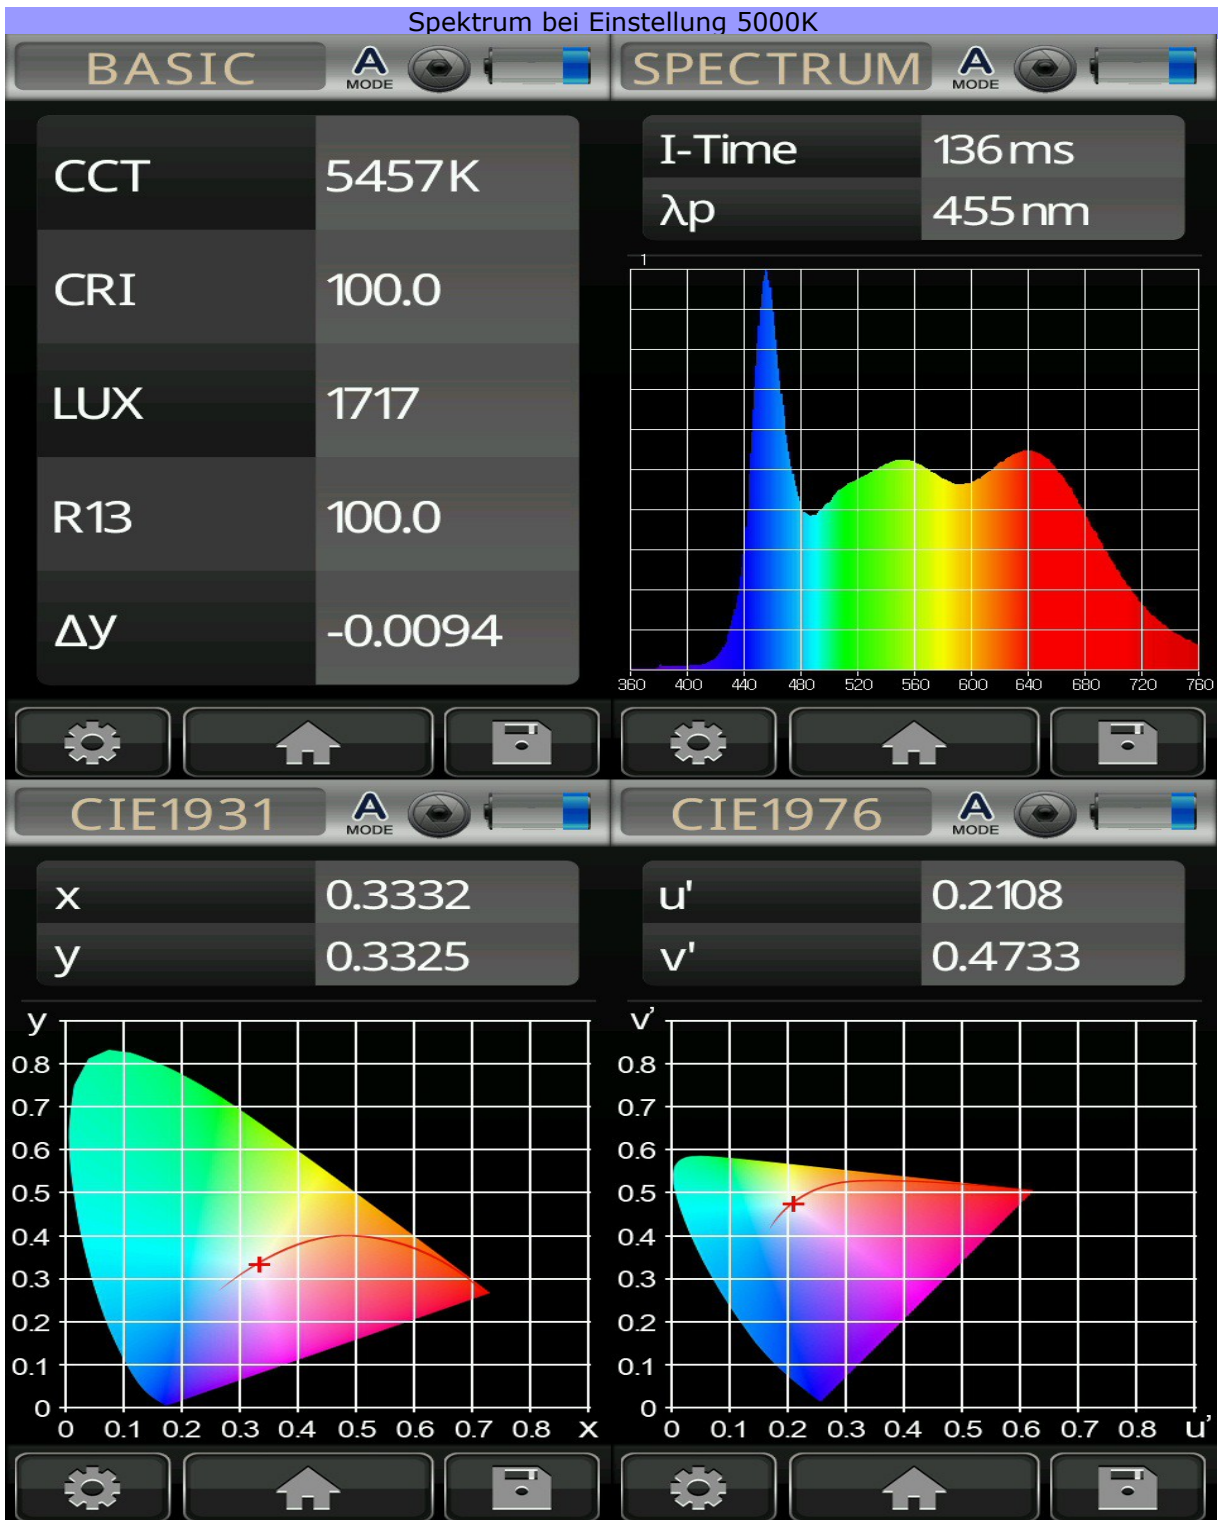 Spektrum bei Einstellung 5000K
BASIC
A
MODE
CCT 5457K
CRI 100.0
LUX 1717
R13 100.0
Δy -0.0094
SPECTRUM
A
MODE
I-Time 136 ms
λp 455 nm
1
360 400 440 480 520 560 600 640 680 720 760
CIE1931
A
MODE
x 0.3332
y 0.3325
y
0.8
0.7
0.6
0.5
0.4
0.3
0.2
0.1
0
0 0.1 0.2 0.3 0.4 0.5 0.6 0.7 0.8 x
CIE1976
A
MODE
u' 0.2108
v' 0.4733
v'
0.8
0.7
0.6
0.5
0.4
0.3
0.2
0.1
0
0 0.1 0.2 0.3 0.4 0.5 0.6 0.7 0.8 u'